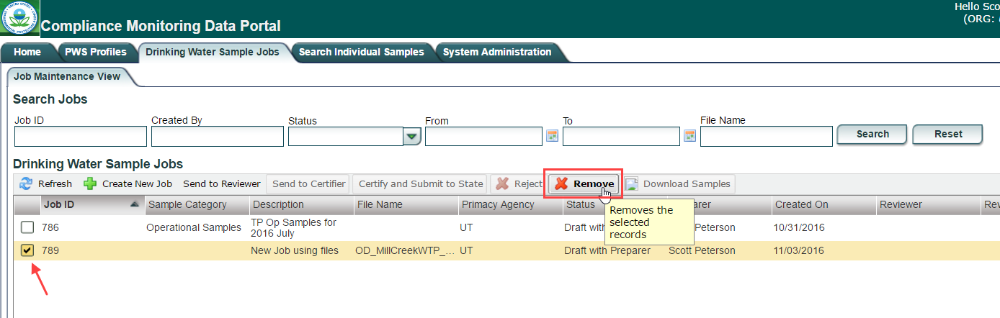 Hello Sco
Compliance Monitoring Data Portal
(ORG:
Home PWS Profiles Drinking Water Sample Jobs Search Individual Samples System Administration
Job Maintenance View
Search Jobs
Job ID Created By Status From To File Name
Search Reset
Drinking Water Sample Jobs
Refresh Create New Job Send to Reviewer Send to Certifier Certify and Submit to State Reject Remove Download Samples
Job ID Sample Category Description File Name Primacy Agency Status parer Created On Reviewer Rev
Removes the
selected
records
786 Operational Samples TP Op Samples for
2016 July
UT Draft with Peterson 10/31/2016
789 New Job using files OD_MillCreekWTP_... UT Draft with Preparer Scott Peterson 11/03/2016